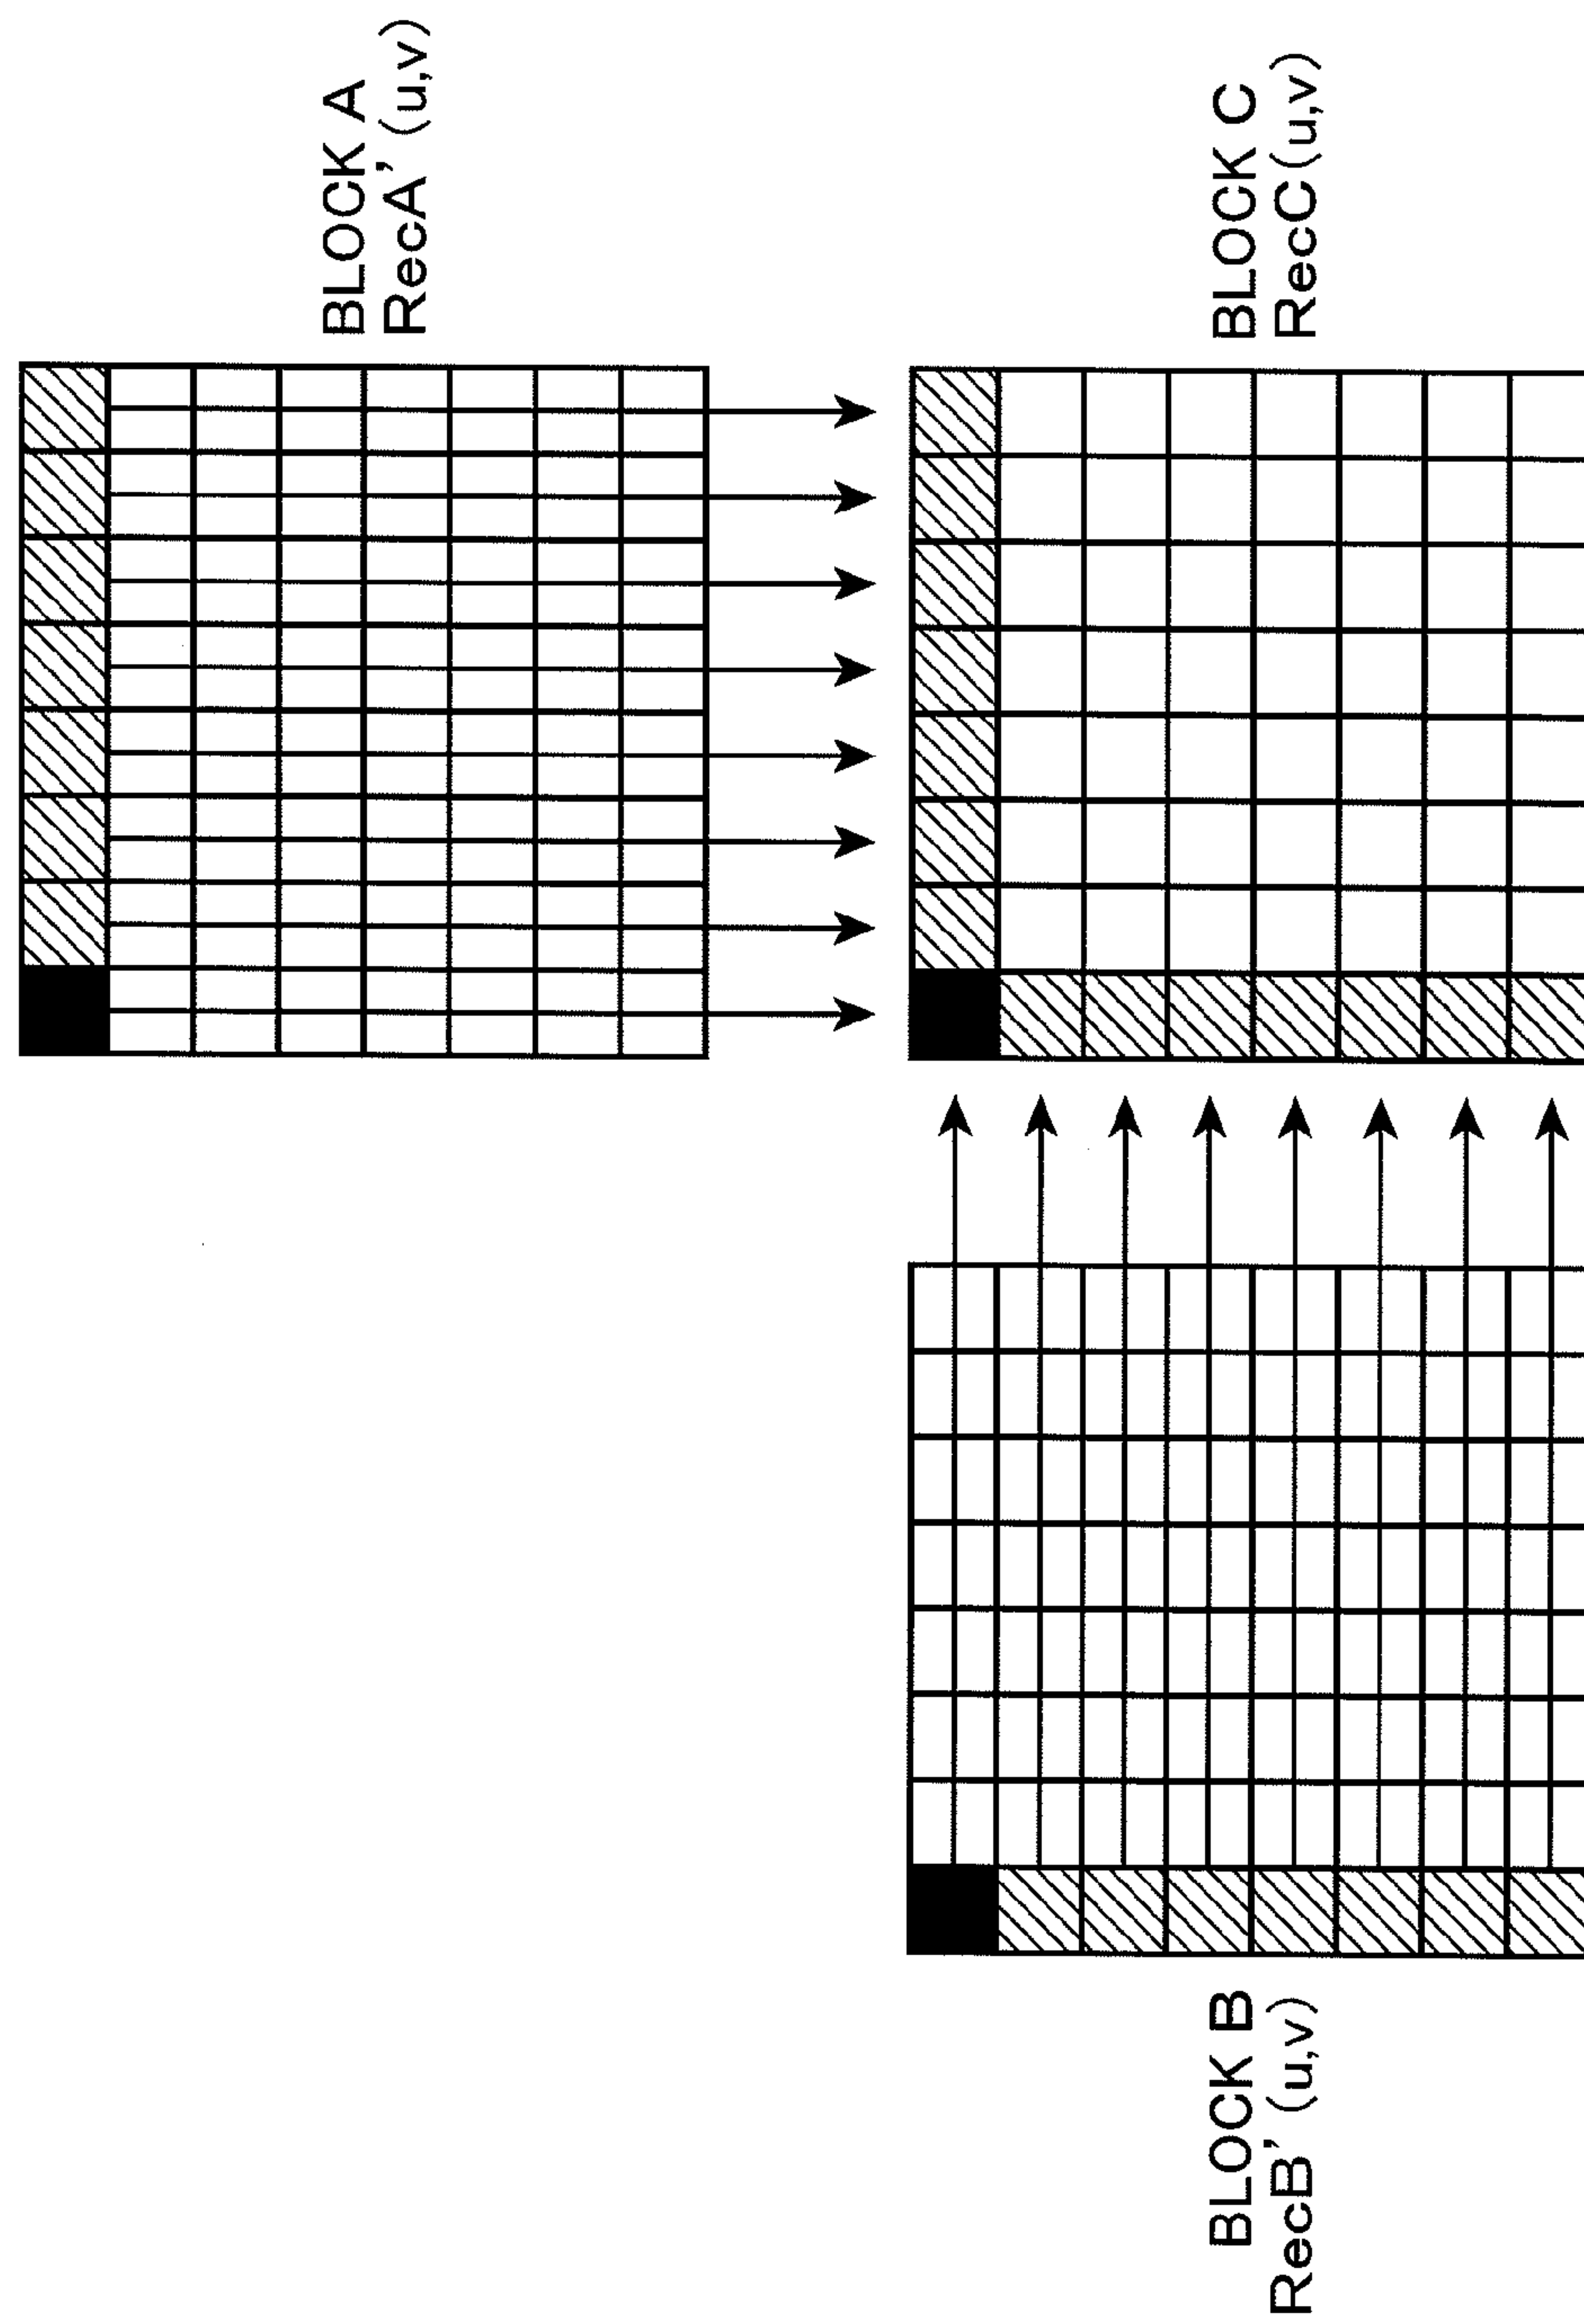 BLOCK A
RecA’ (u,v)
BLOCK B
RecB’ (u,v)
BLOCK C
RecC(u,v)